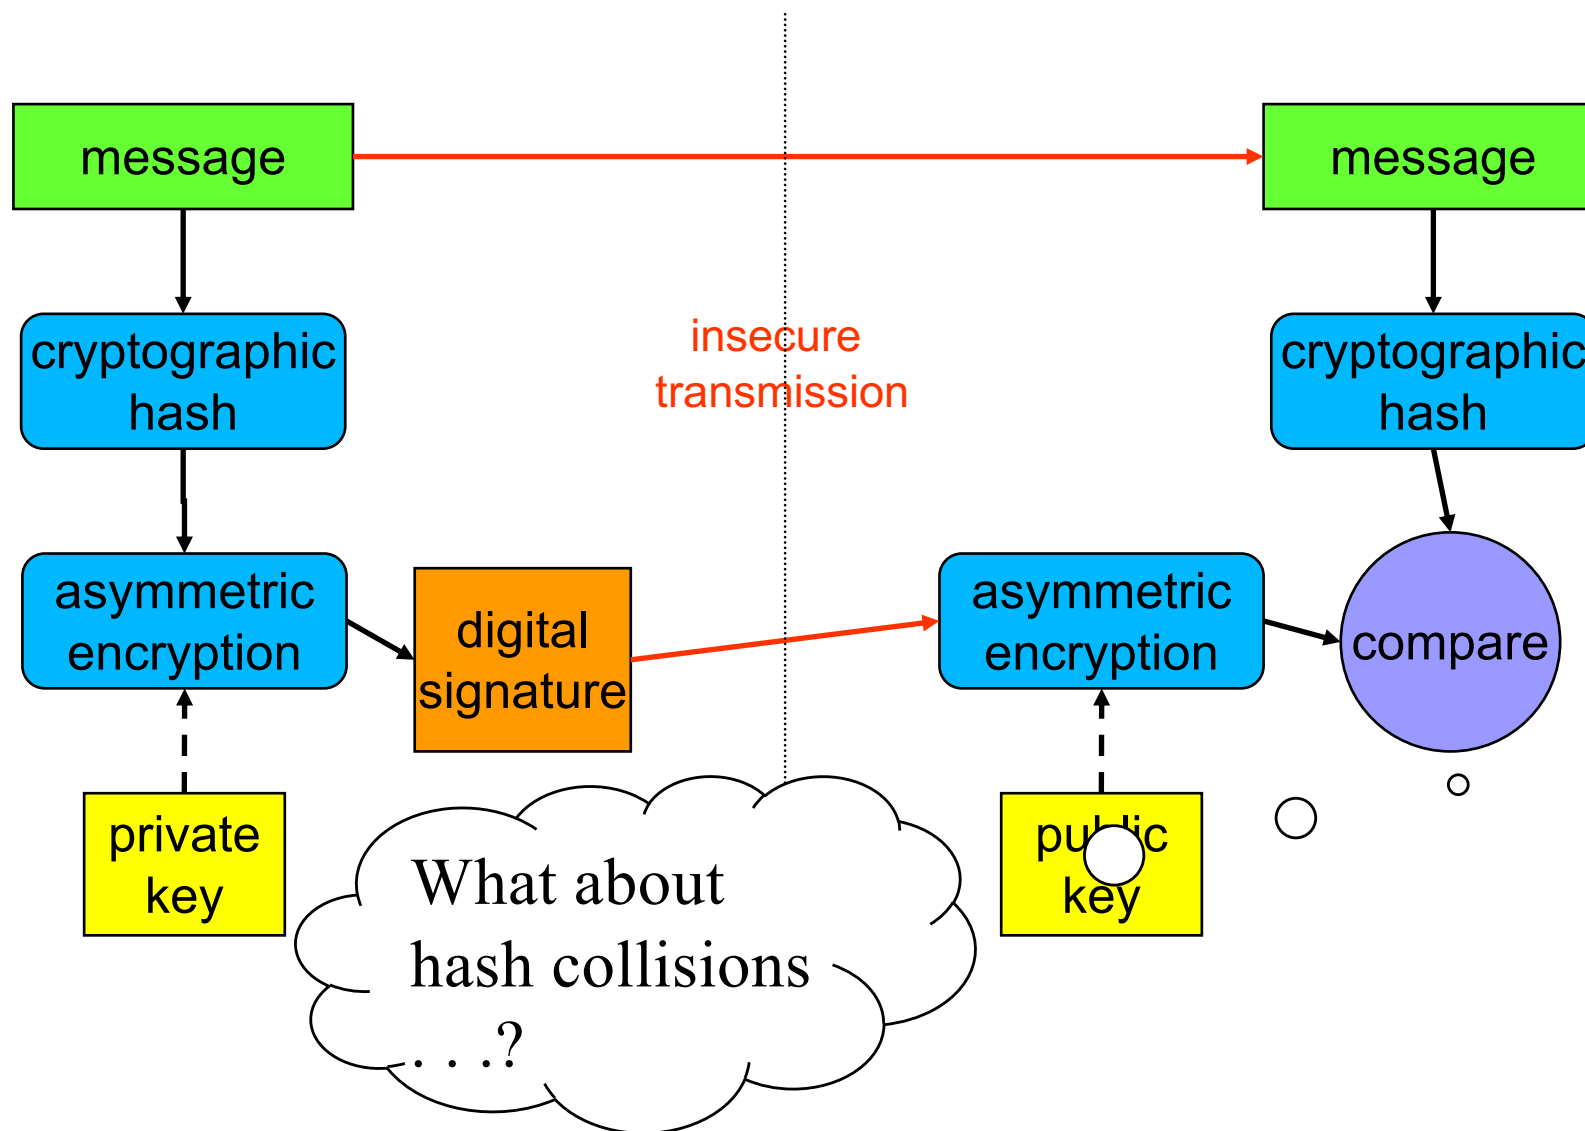 message
message
cryptographic
hash
insecure
transmission
cryptographic
hash
asymmetric
encryption
digital
signature
asymmetric
encryption
compare
private
key
public
key
What about
hash collisions
. . .?